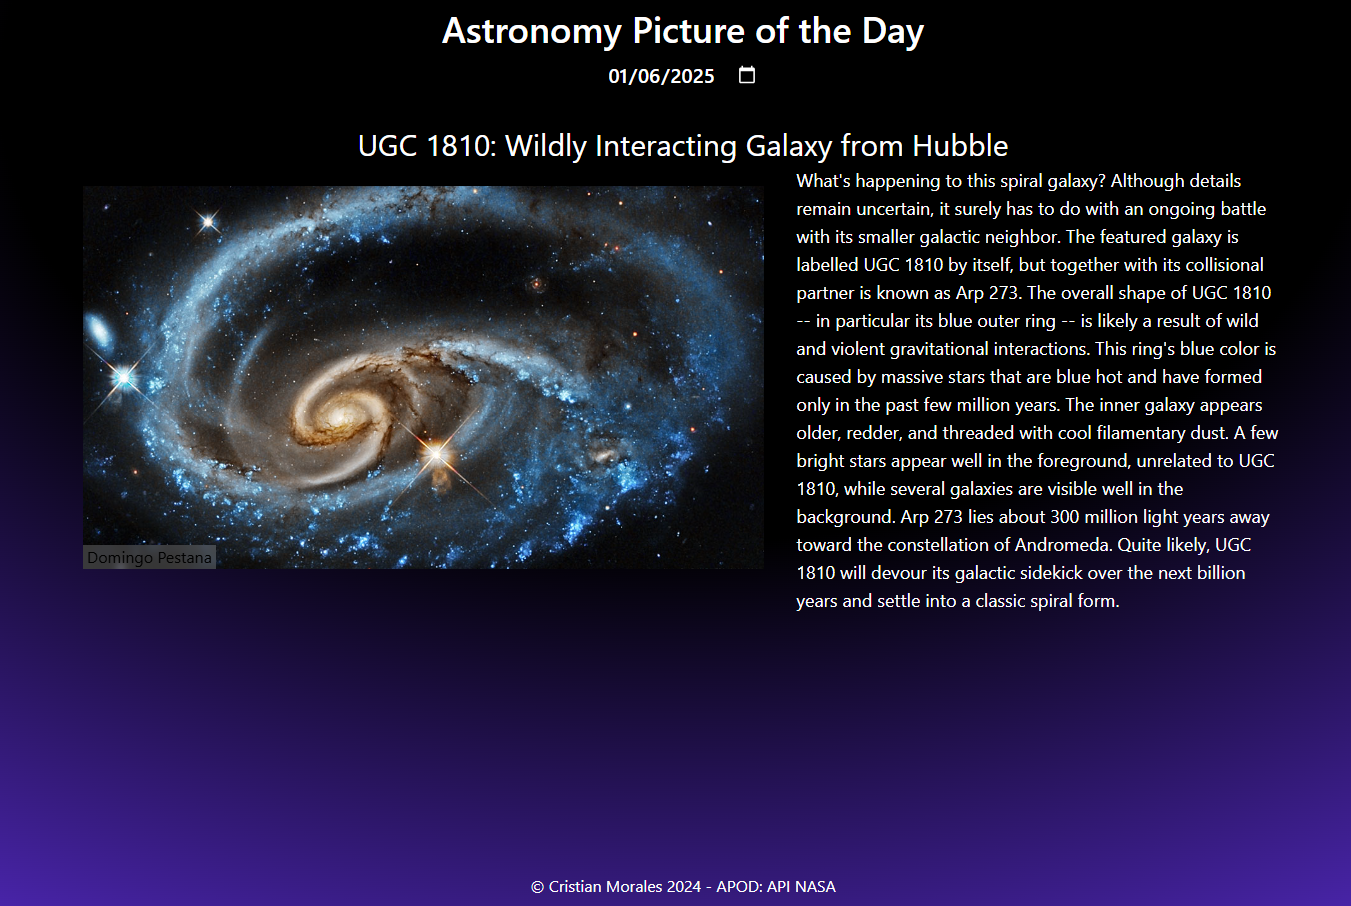 Astronomy Picture of the Day
01/06/2025
UGC 1810: Wildly Interacting Galaxy from Hubble
What's happening to this spiral galaxy? Although details
remain uncertain, it surely has to do with an ongoing battle
with its smaller galactic neighbor. The featured galaxy is
labelled UGC 1810 by itself, but together with its collisional
partner is known as Arp 273. The overall shape of UGC 1810
-- in particular its blue outer ring -- is likely a result of wild
and violent gravitational interactions. This ring's blue color is
caused by massive stars that are blue hot and have formed
only in the past few million years. The inner galaxy appears
older, redder, and threaded with cool filamentary dust. A few
bright stars appear well in the foreground, unrelated to UGC
1810, while several galaxies are visible well in the
background. Arp 273 lies about 300 million light years away
toward the constellation of Andromeda. Quite likely, UGC
1810 will devour its galactic sidekick over the next billion
years and settle into a classic spiral form.
Domingo Pestana
© Cristian Morales 2024 - APOD: API NASA